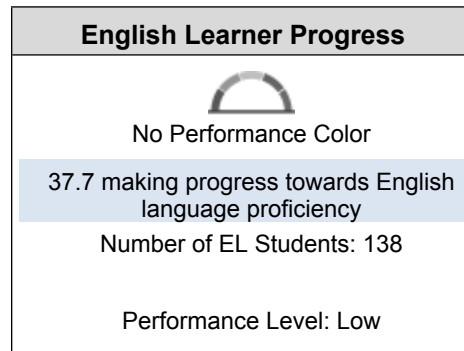 English Learner Progress
No Performance Color
37.7 making progress towards English
language proficiency
Number of EL Students: 138
Performance Level: Low